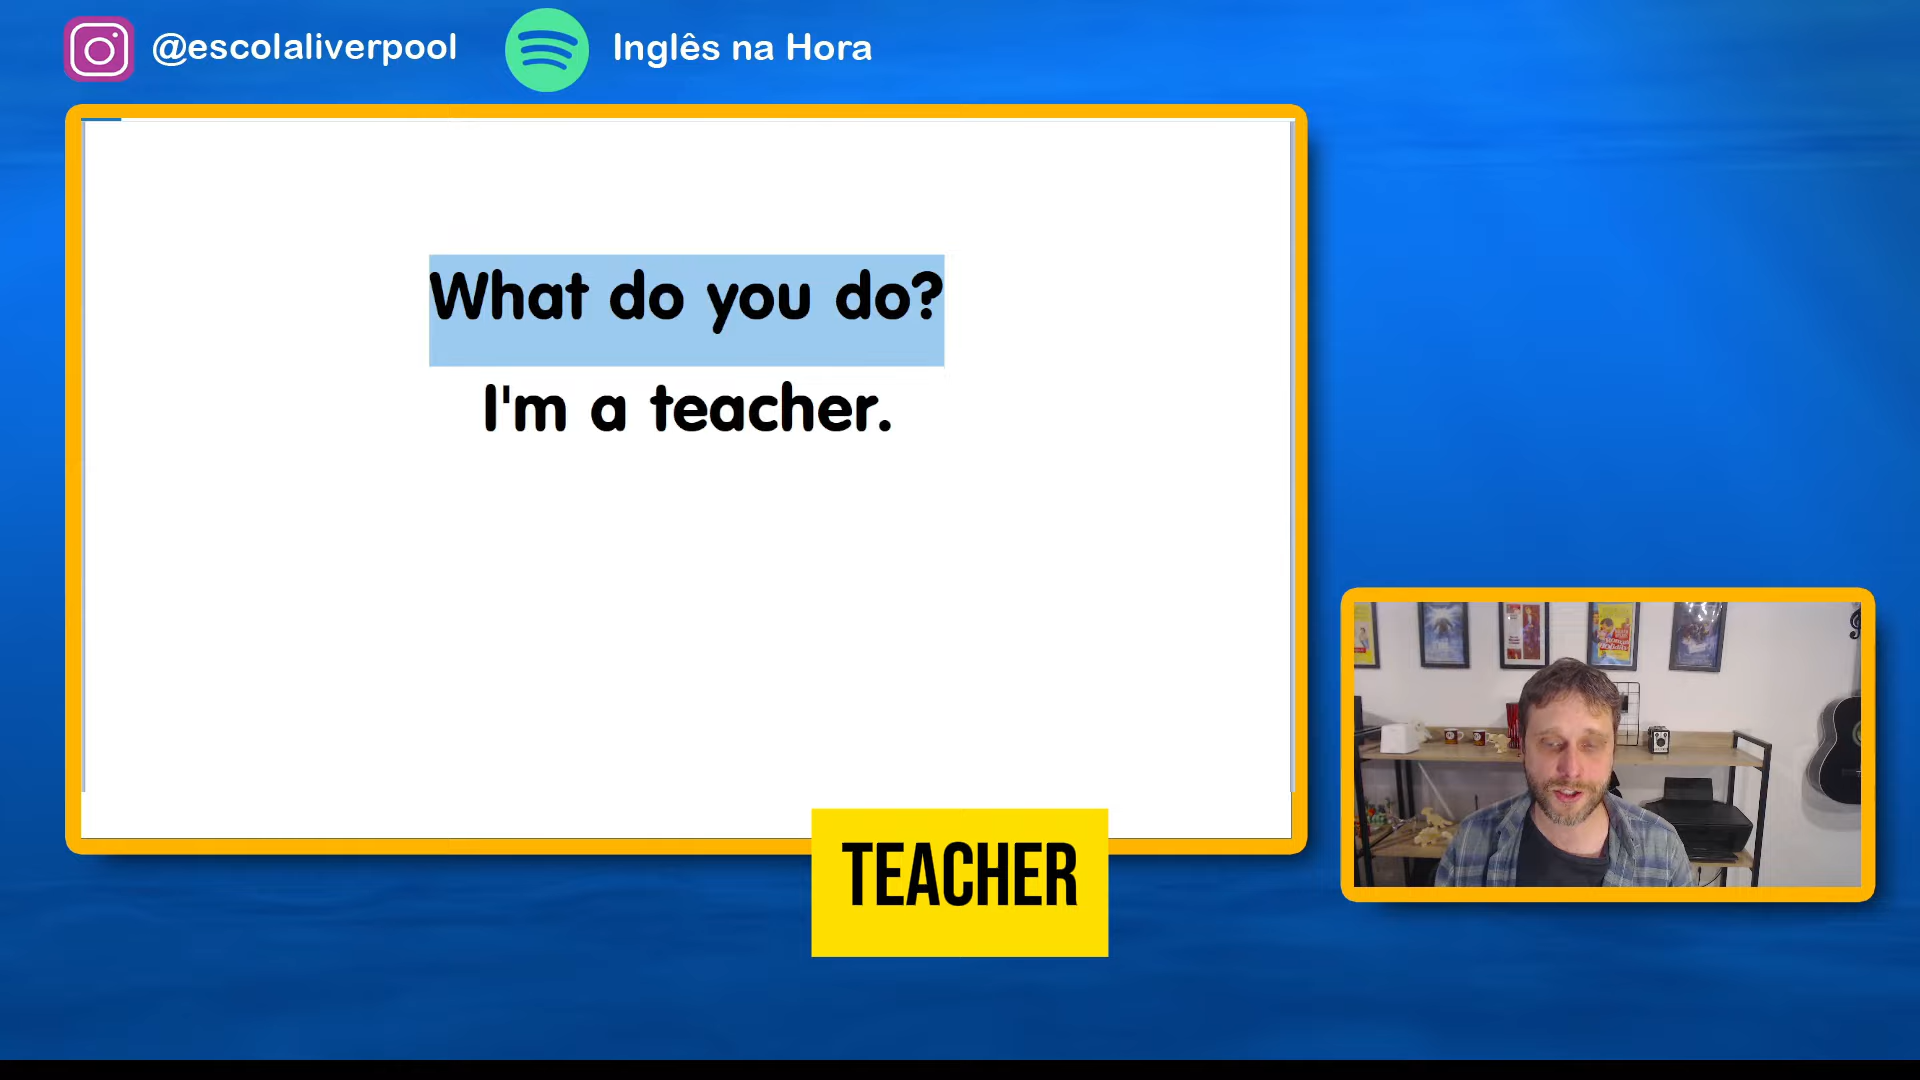 @escolaliverpool
Inglês na Hora
What do you do?
I'm a teacher.
TEACHER